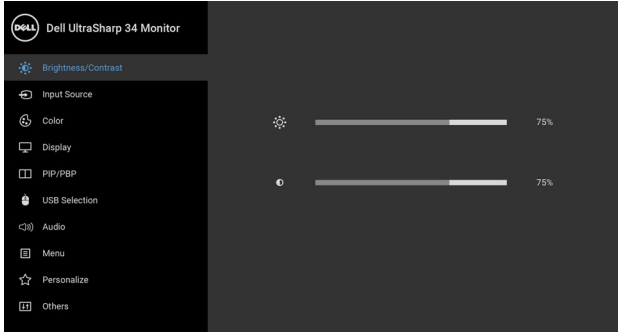 DELL
Dell UltraSharp 34 Monitor
Brightness/Contrast
Input Source
75%
Color
Display
PIP/PBP
75%
USB Selection
Audio
Menu
Personalize
Others